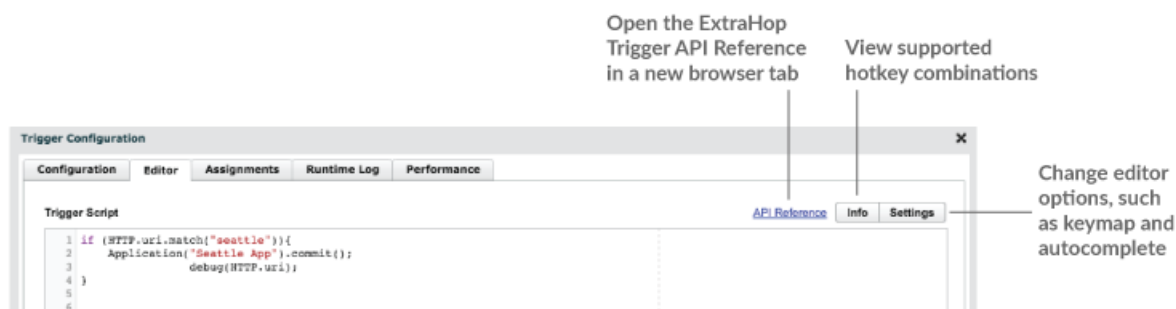 Open the ExtraHop
Trigger API Reference
in a new browser tab
View supported
hotkey combinations
Trigger Configuration
Configuration Editor Assignments Runtime Log Performance
Change editor
options, such
as keymap and
autocomplete
Trigger Script
API Reference Info Settings
1 if (HTTP.uri.match("seattle")){
2 Application("Seattle App").commit();
3 debug(HTTP.uri);
4 }
5
6